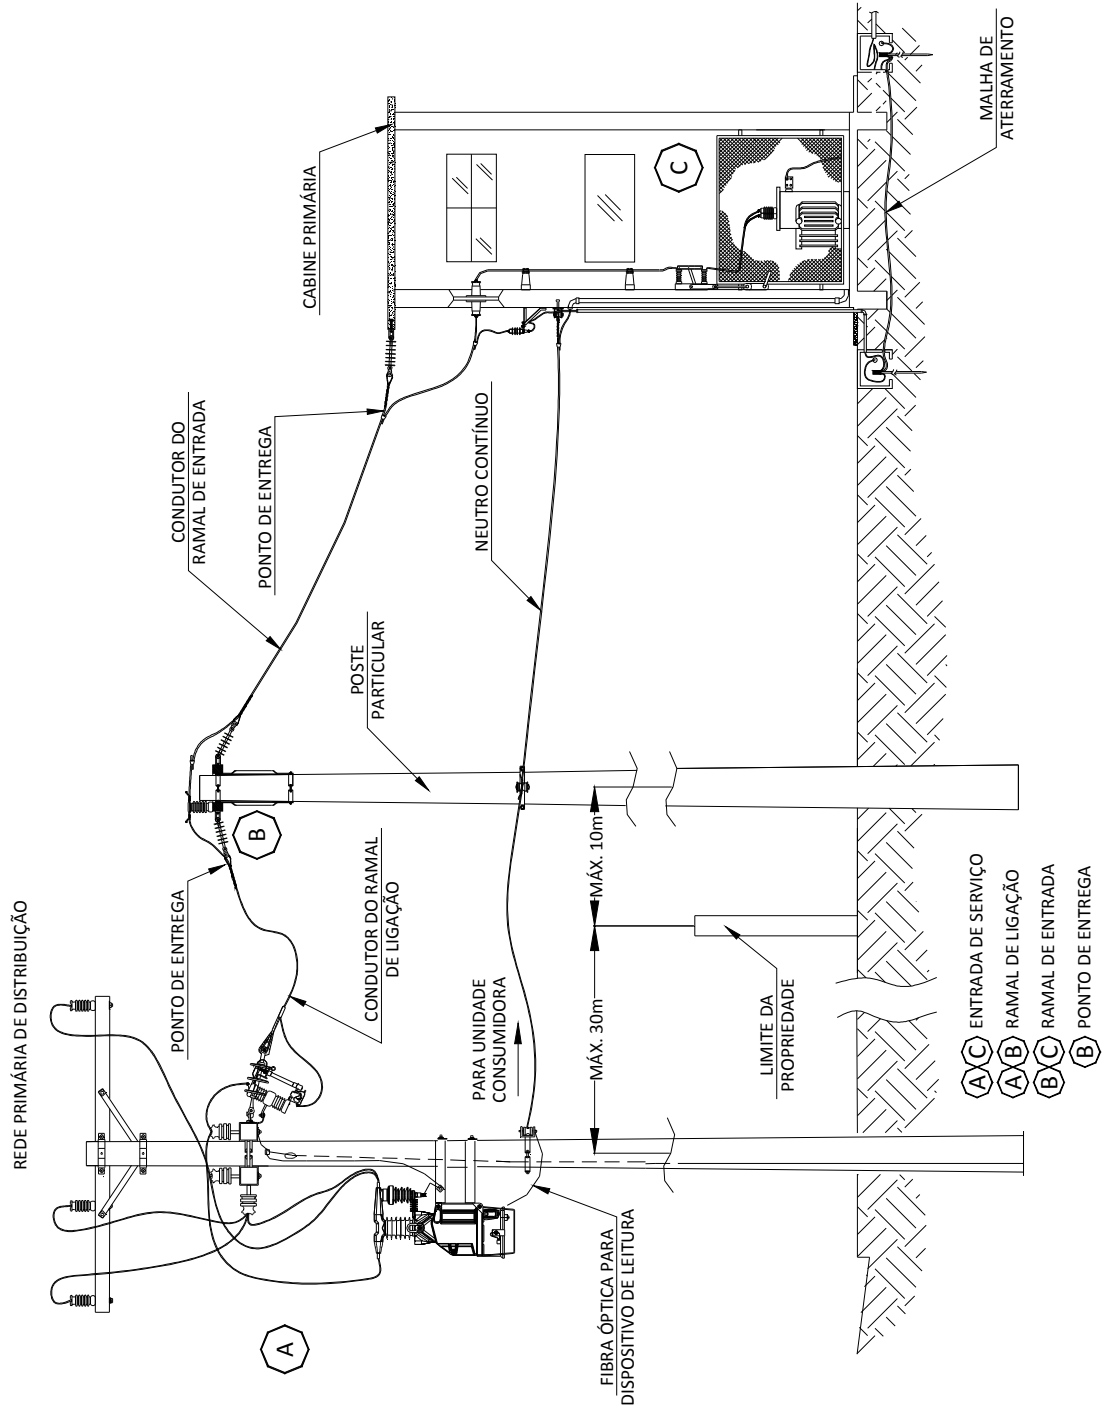 REDE PRIMÁRIA DE DISTRIBUIÇÃO
A
PONTO DE ENTREGA
B
CONDUTOR DO RAMAL
DE LIGAÇÃO
CONDUTOR DO
RAMAL DE ENTRADA
PONTO DE ENTREGA
CABINE PRIMÁRIA
C
POSTE
PARTICULAR
NEUTRO CONTÍNUO
PARA UNIDADE
CONSUMIDORA
FIBRA ÓPTICA PARA
DISPOSITIVO DE LEITURA
MÁX. 30m
MÁX. 10m
LIMITE DA
PROPRIEDADE
MALHA DE
ATERRAMENTO
A C ENTRADA DE SERVIÇO
A B RAMAL DE LIGAÇÃO
B C RAMAL DE ENTRADA
B PONTO DE ENTREGA